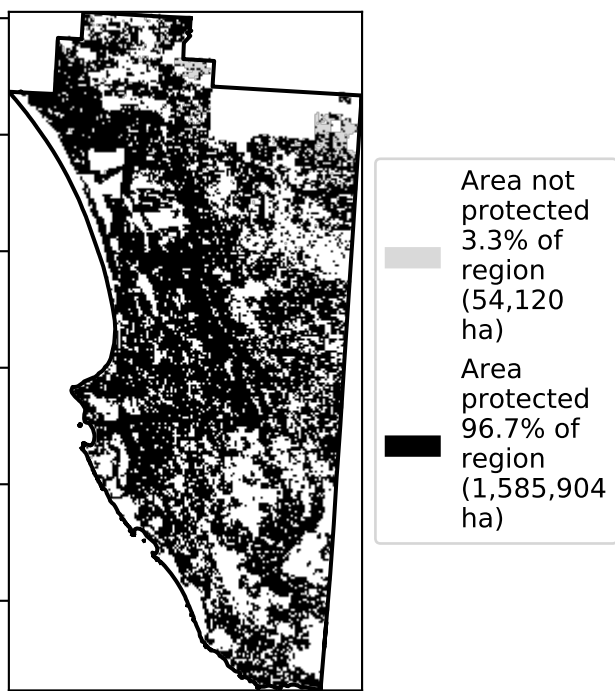 Area not
protected
3.3% of
region
(54,120
ha)
Area
protected
96.7% of
region
(1,585,904
ha)